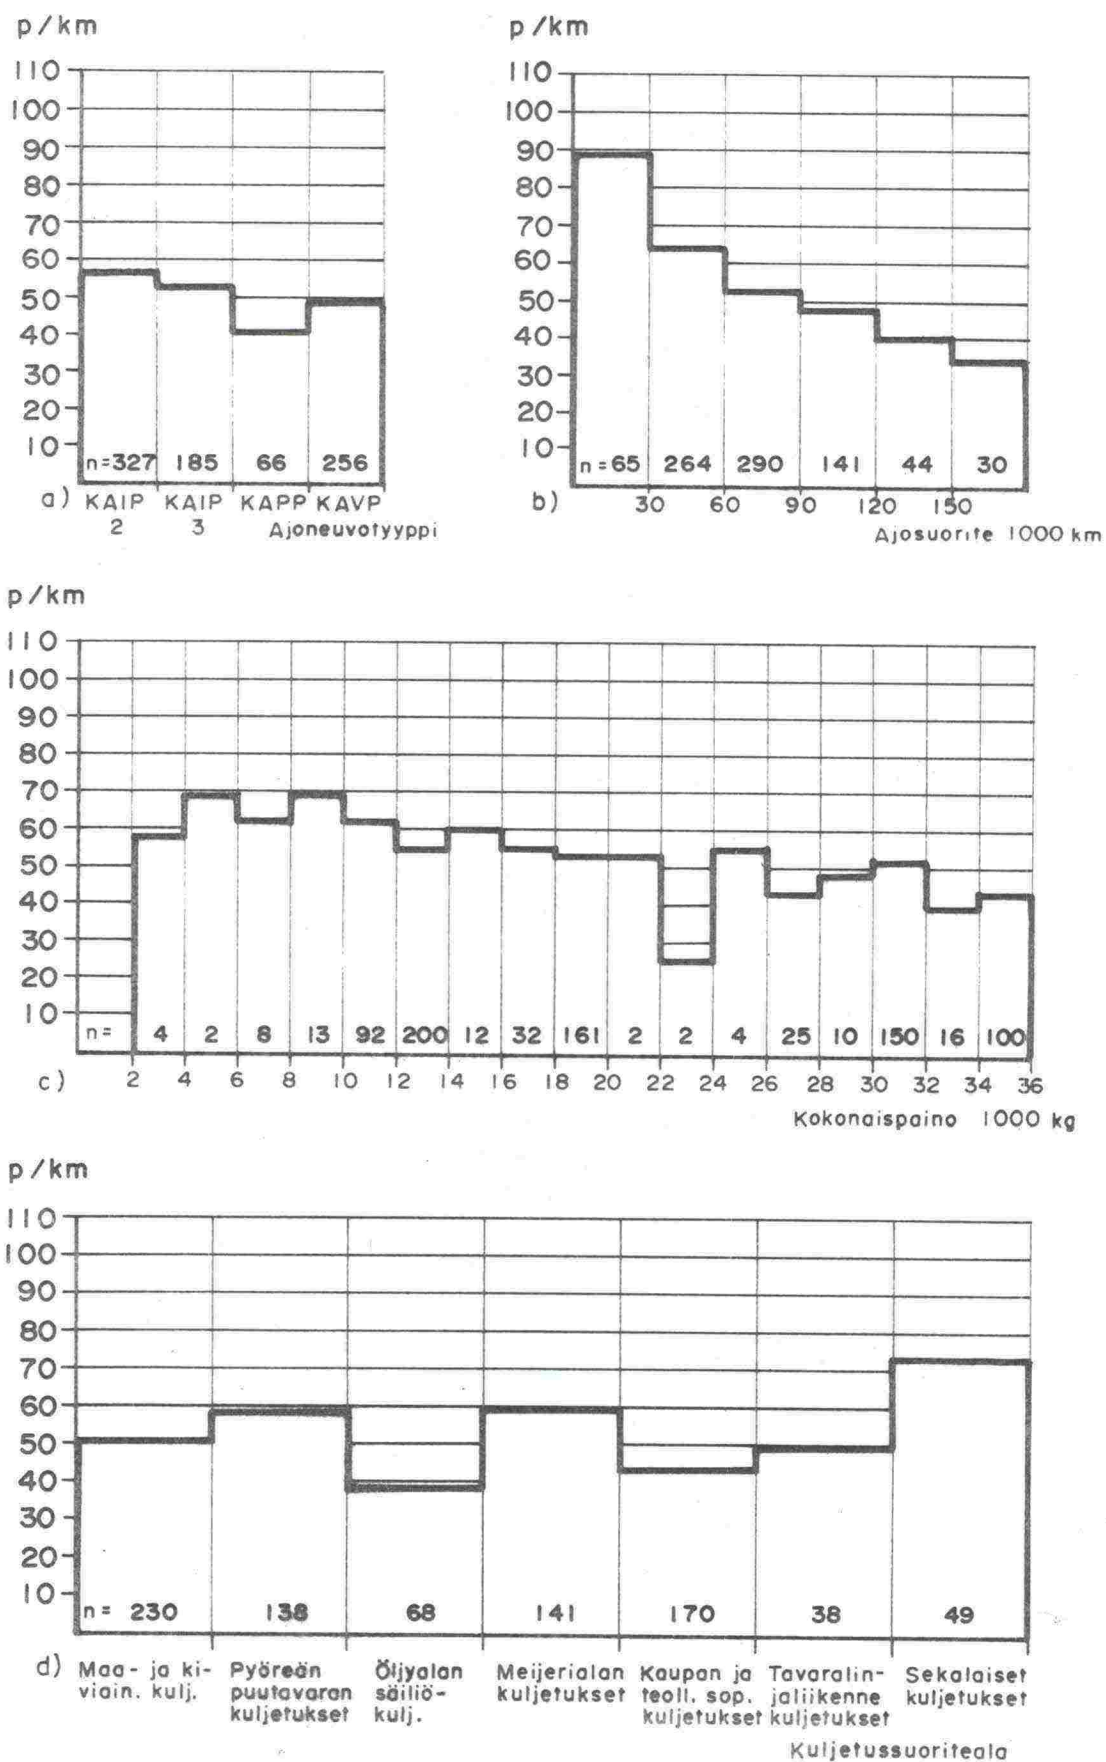 p/km
110
100
90
80
70
60
50
40
30
20
10
n=327 185 66 256
a) KAIP KAIP KAPP KAVP
2 3 Ajoneuvotyyppi
p/km
110
100
90
80
70
60
50
40
30
20
10
n=65 264 290 141 44 30
b) 30 60 90 120 150
Ajosuorite 1000 km
p/km
110
100
90
80
70
60
50
40
30
20
10
n= 4 2 8 13 92 200 12 32 161 2 2 4 25 10 150 16 100
c) 2 4 6 8 10 12 14 16 18 20 22 24 26 28 30 32 34 36
Kokonaispaino 1000 kg
p/km
110
100
90
80
70
60
50
40
30
20
10
n= 230 138 68 141 170 38 49
d) Maa- ja ki- Pyöreän Öljyalan Meijerialan Kaupan ja Tavaralin- Sekalaiset
viain. kulj. puutavaran säiliö- kuljetukset teoll. sop. jaliikenne kuljetukset
kuljetukset kulj. kuljetukset kuljetukset
Kuljetussuoriteala